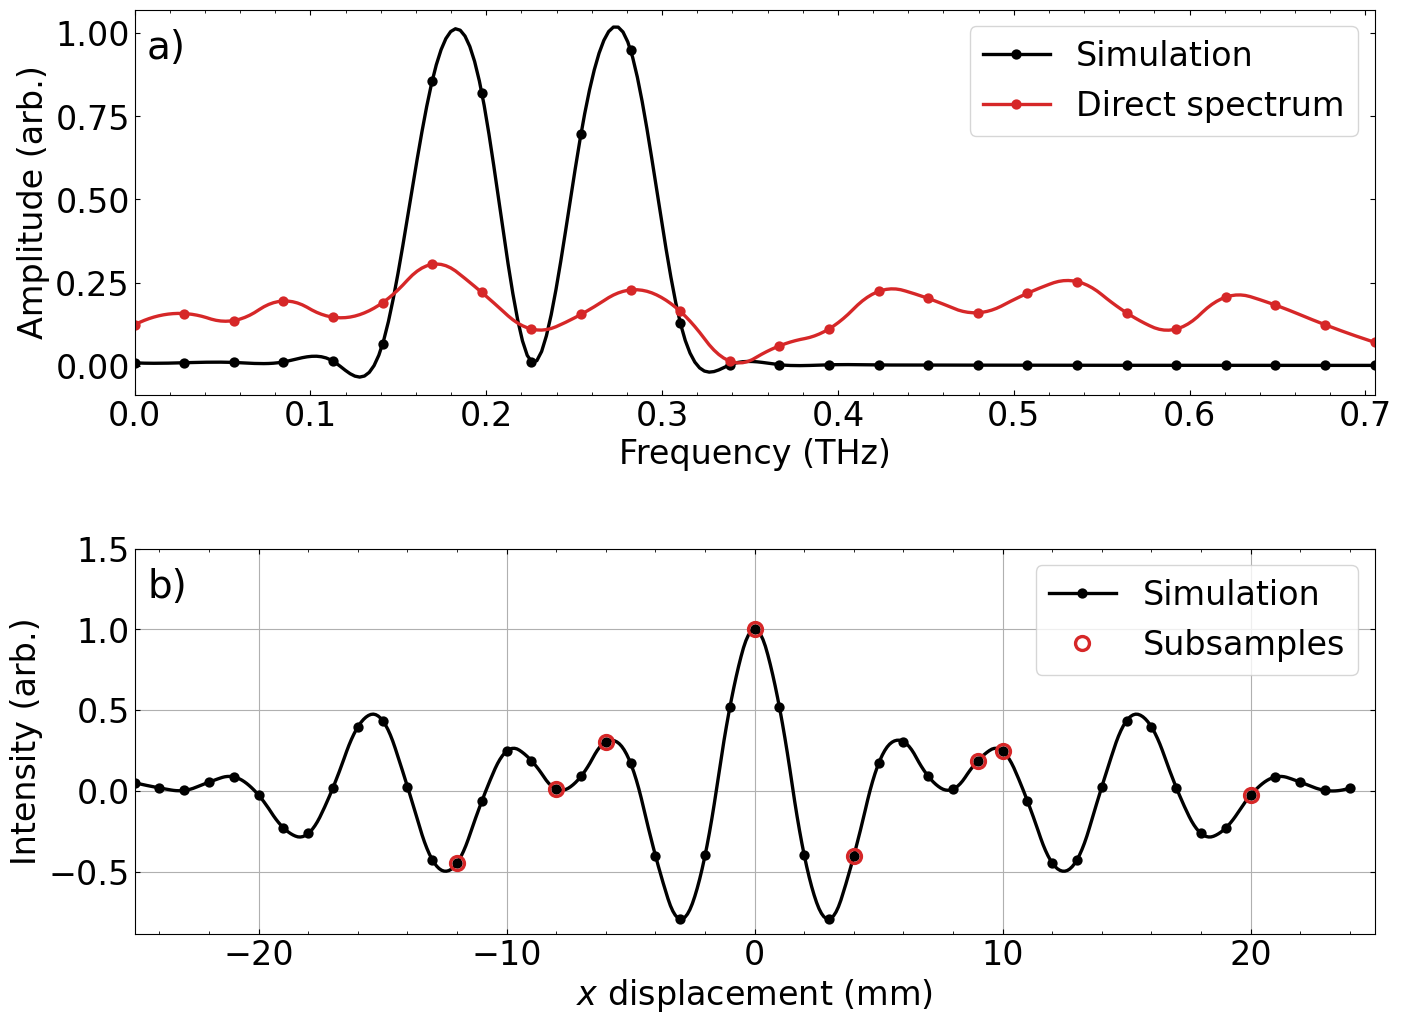 a)
Amplitude (arb.)
1.00
0.75
0.50
0.25
0.00
Simulation
Direct spectrum
0.0 0.1 0.2 0.3 0.4 0.5 0.6 0.7
Frequency (THz)
b)
Intensity (arb.)
1.5
1.0
0.5
0.0
−0.5
Simulation
Subsamples
−20 −10 0 10 20
x displacement (mm)